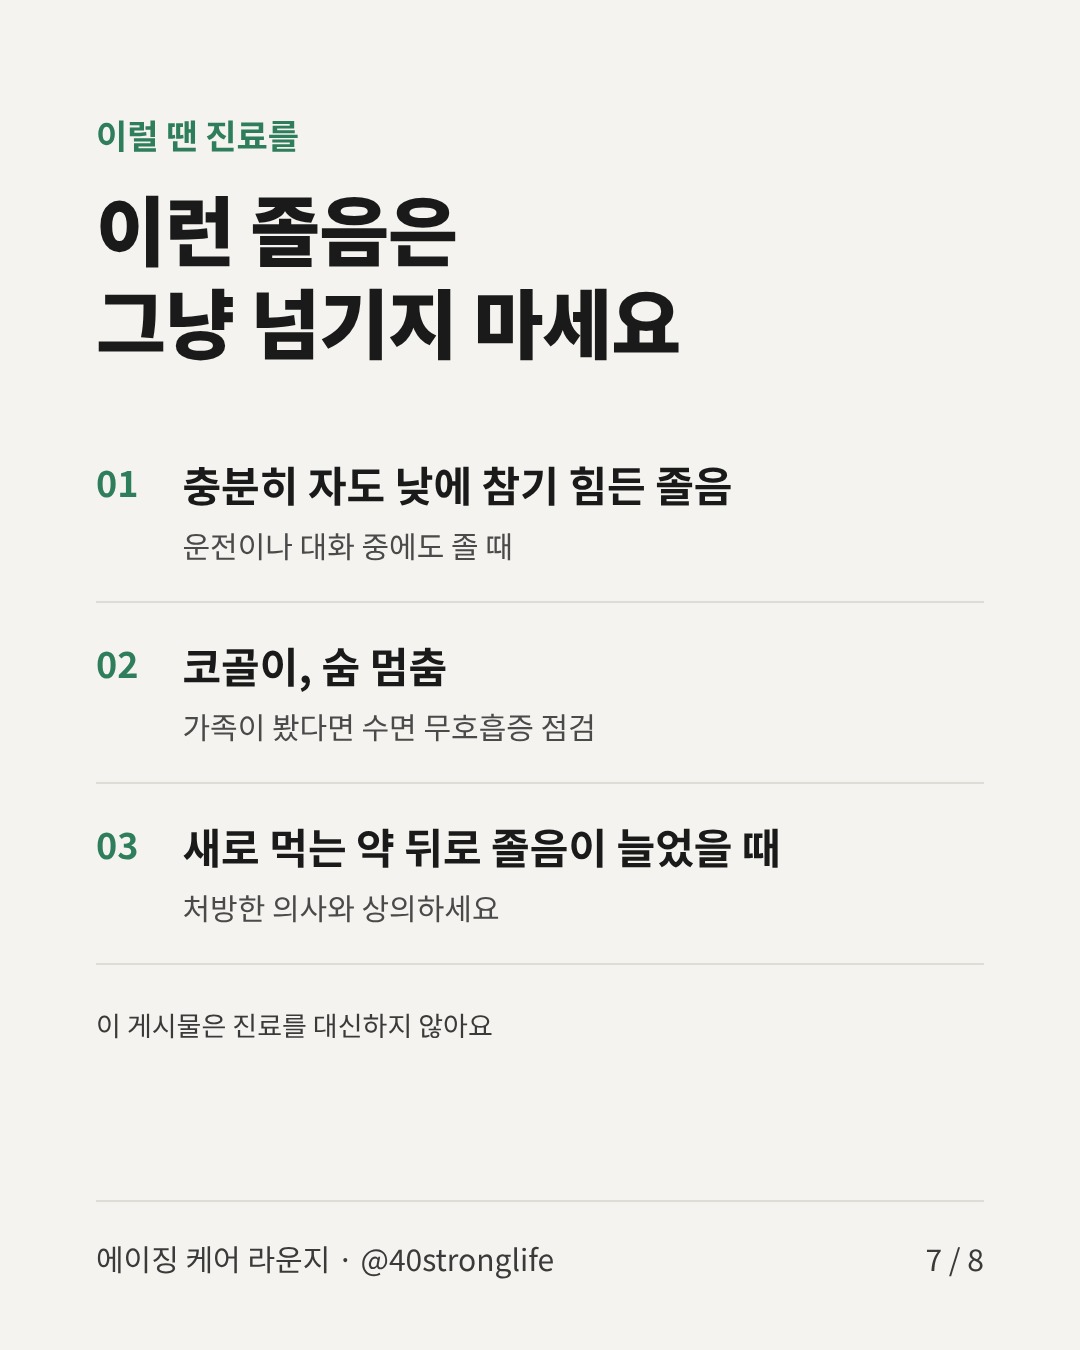 이럴 땐 진료를
이런 졸음은
그냥 넘기지 마세요
01 충분히 자도 낮에 참기 힘든 졸음
운전이나 대화 중에도 졸 때
02 코골이, 숨 멈춤
가족이 봤다면 수면 무호흡증 점검
03 새로 먹는 약 뒤로 졸음이 늘었을 때
처방한 의사와 상의하세요
이 게시물은 진료를 대신하지 않아요
에이징 케어 라운지 · @40stronglife 7 / 8